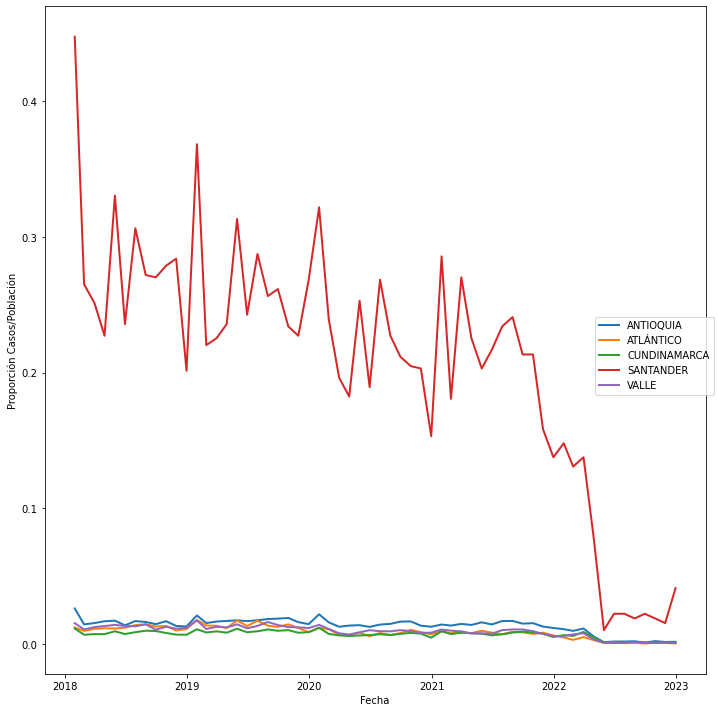 Proporción Casos/Población
0.4
0.3
0.2
0.1
0.0
ANTIOQUIA
ATLÁNTICO
CUNDINAMARCA
SANTANDER
VALLE
2018 2019 2020 2021 2022 2023
Fecha